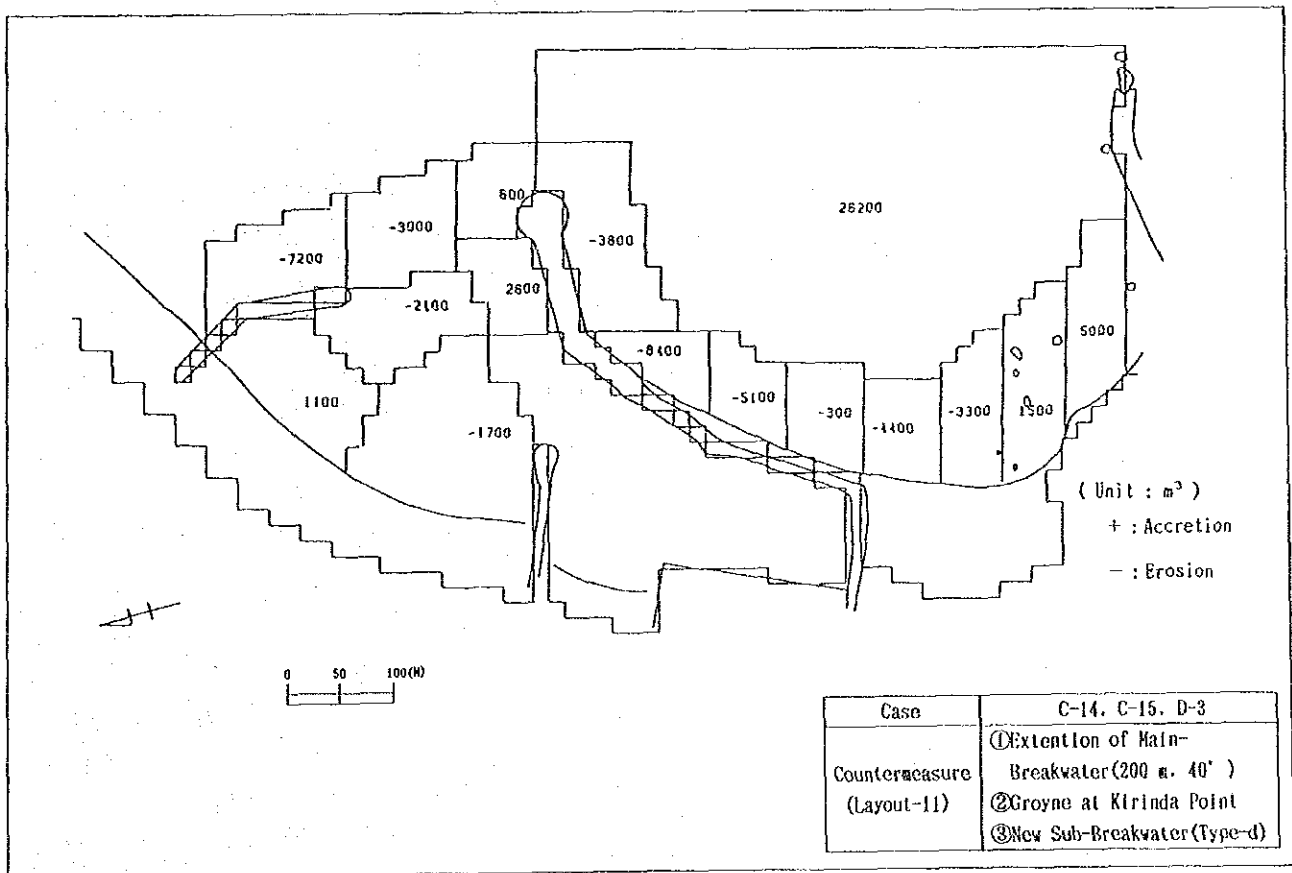 600
26200
-3000
-3800
-7200
2600
-2100
5000
-8400
-5100
1100
-300
1500
-3300
-1700
-4400
( Unit : m³ )
+ : Accretion
- : Erosion
0 50 100(M)
Case C-14. C-15. D-3
Countermeasure
(Layout-11)
①Extention of Main-
Breakwater(200 m. 40° )
②Groyne at Kirinda Point
③New Sub-Breakwater(Type-d)